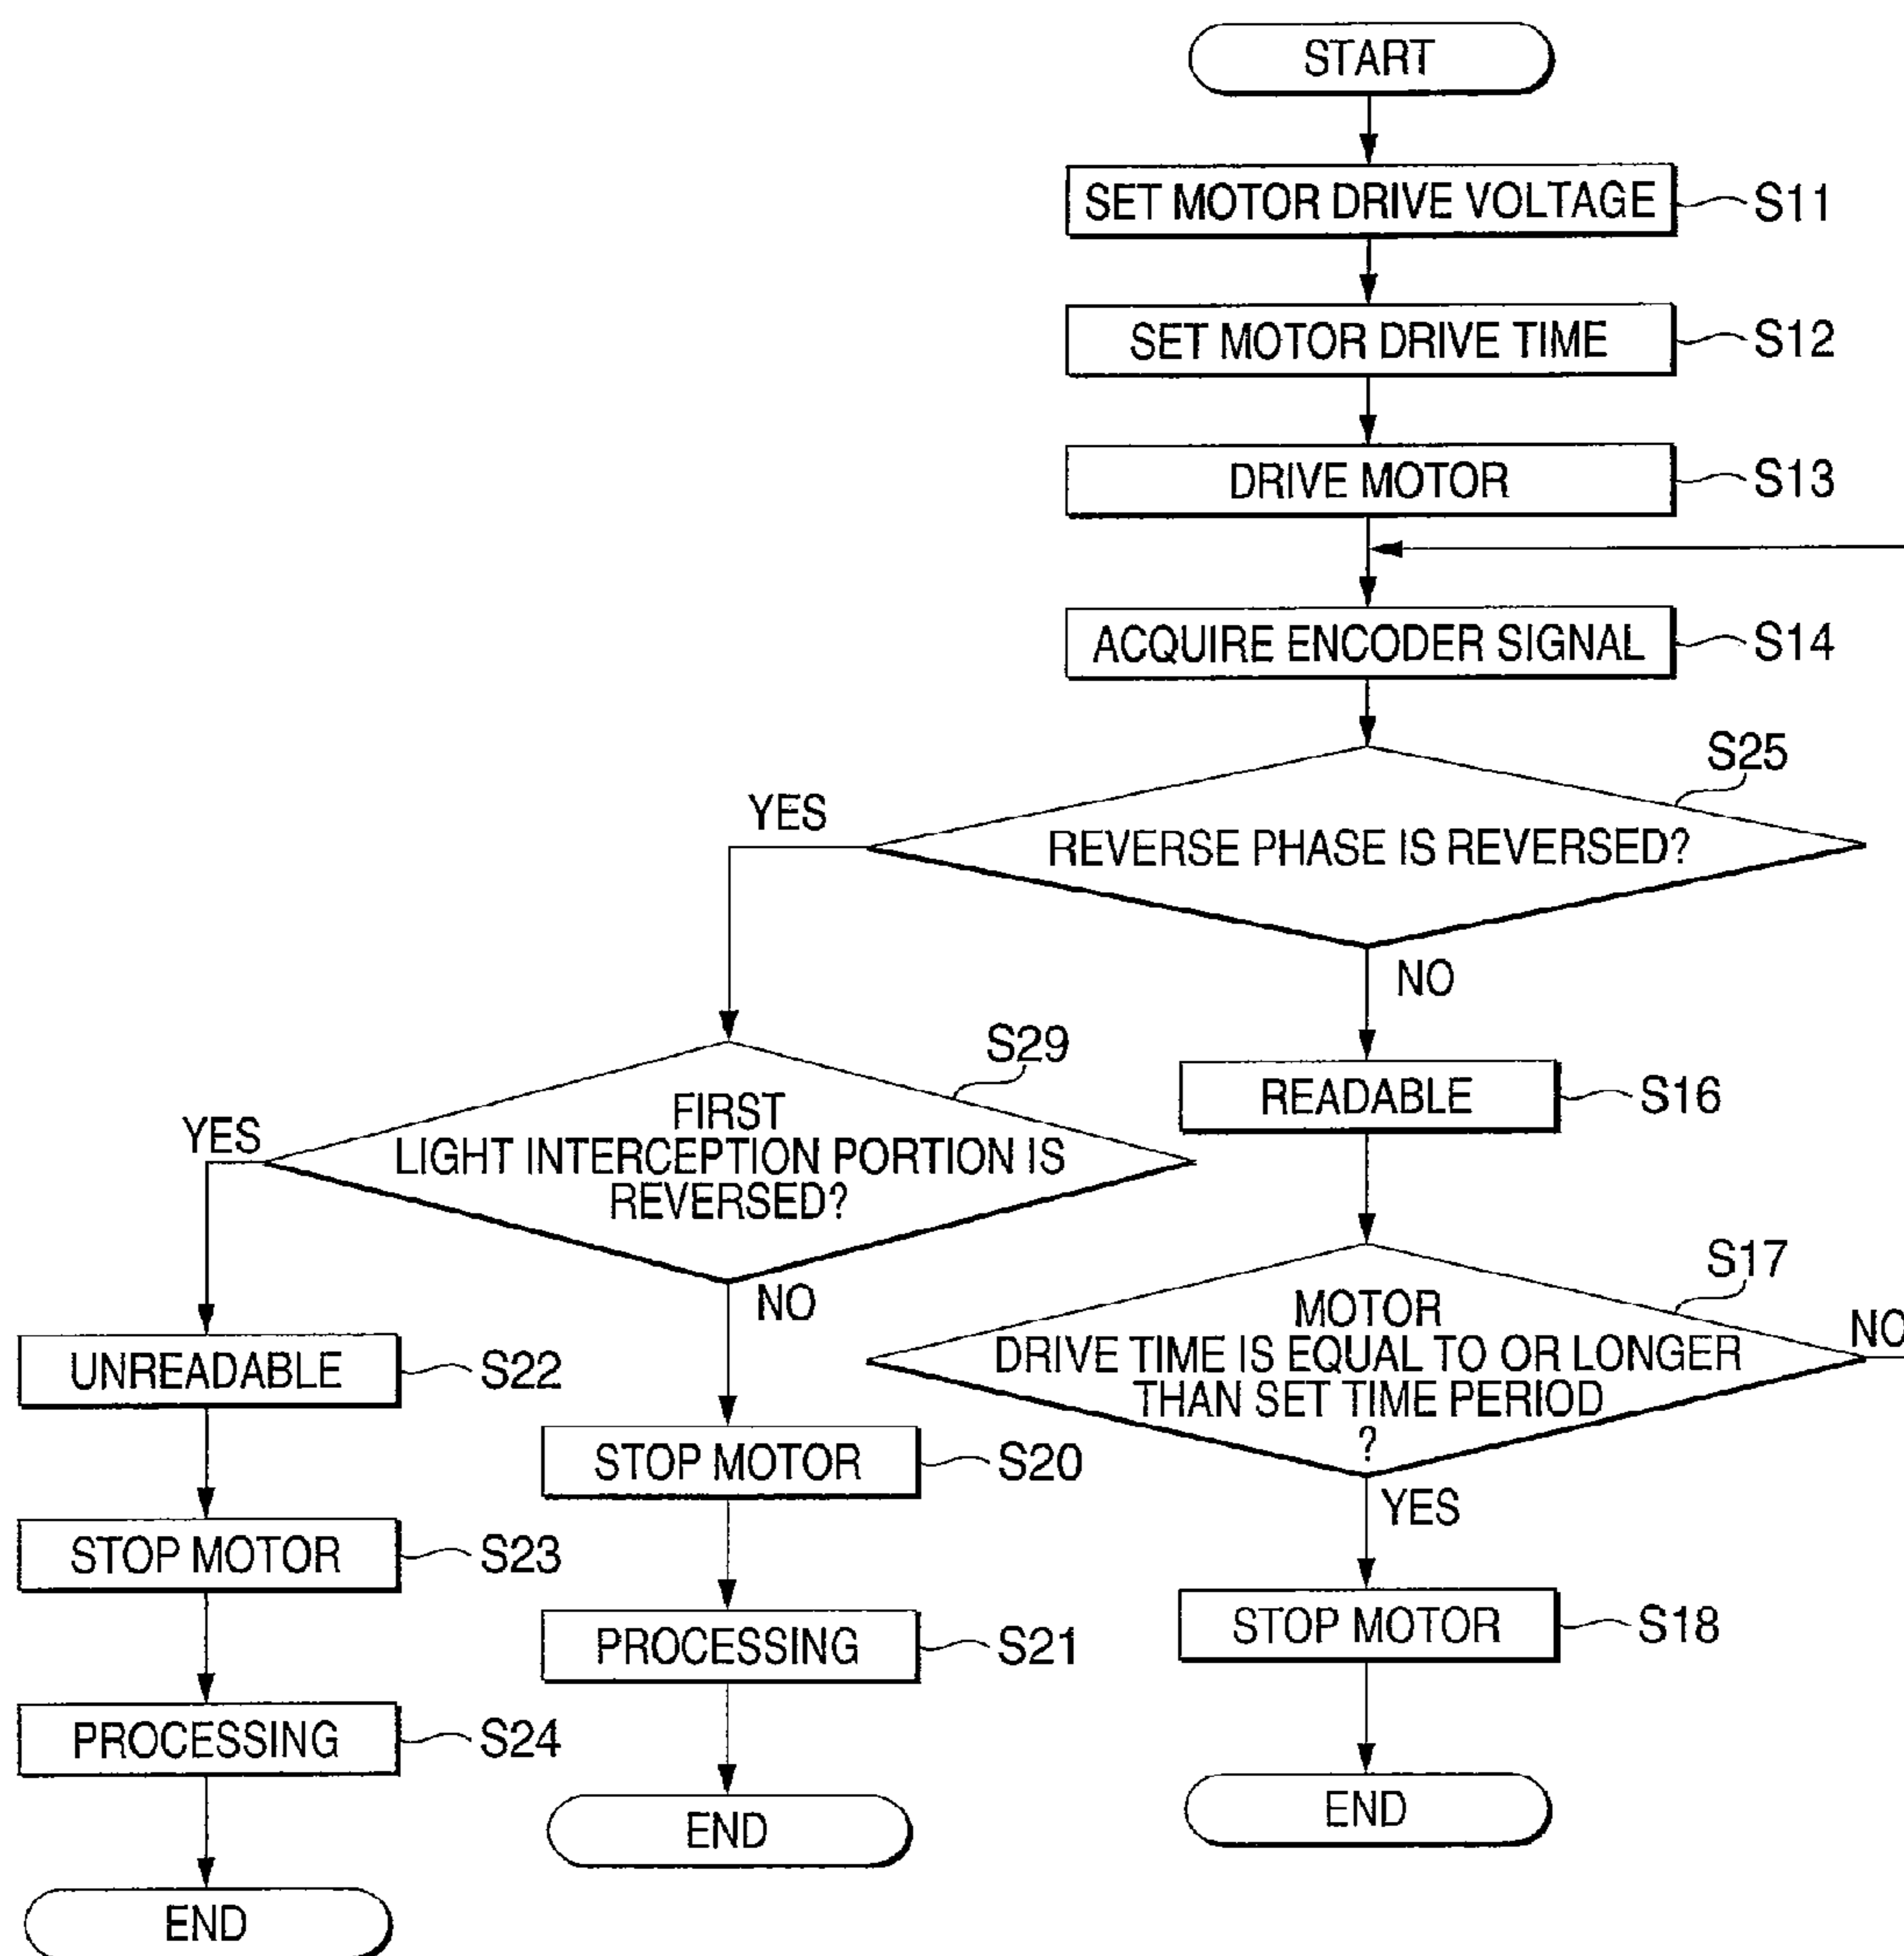 START
SET MOTOR DRIVE VOLTAGE
S11
SET MOTOR DRIVE TIME
S12
DRIVE MOTOR
S13
ACQUIRE ENCODER SIGNAL
S14
S25
REVERSE PHASE IS REVERSED?
YES
NO
S29
FIRST
LIGHT INTERCEPTION PORTION IS
REVERSED?
YES
NO
READABLE
S16
S17
MOTOR
DRIVE TIME IS EQUAL TO OR LONGER
THAN SET TIME PERIOD
?
NO
YES
UNREADABLE
S22
STOP MOTOR
S23
PROCESSING
S24
END
STOP MOTOR
S20
PROCESSING
S21
END
STOP MOTOR
S18
END